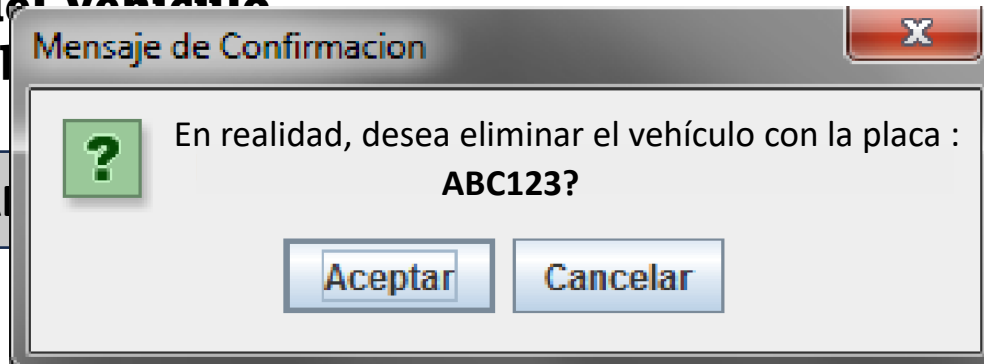 Mensaje de Confirmacion
En realidad, desea eliminar el vehículo con la placa :
ABC123?
Aceptar
Cancelar